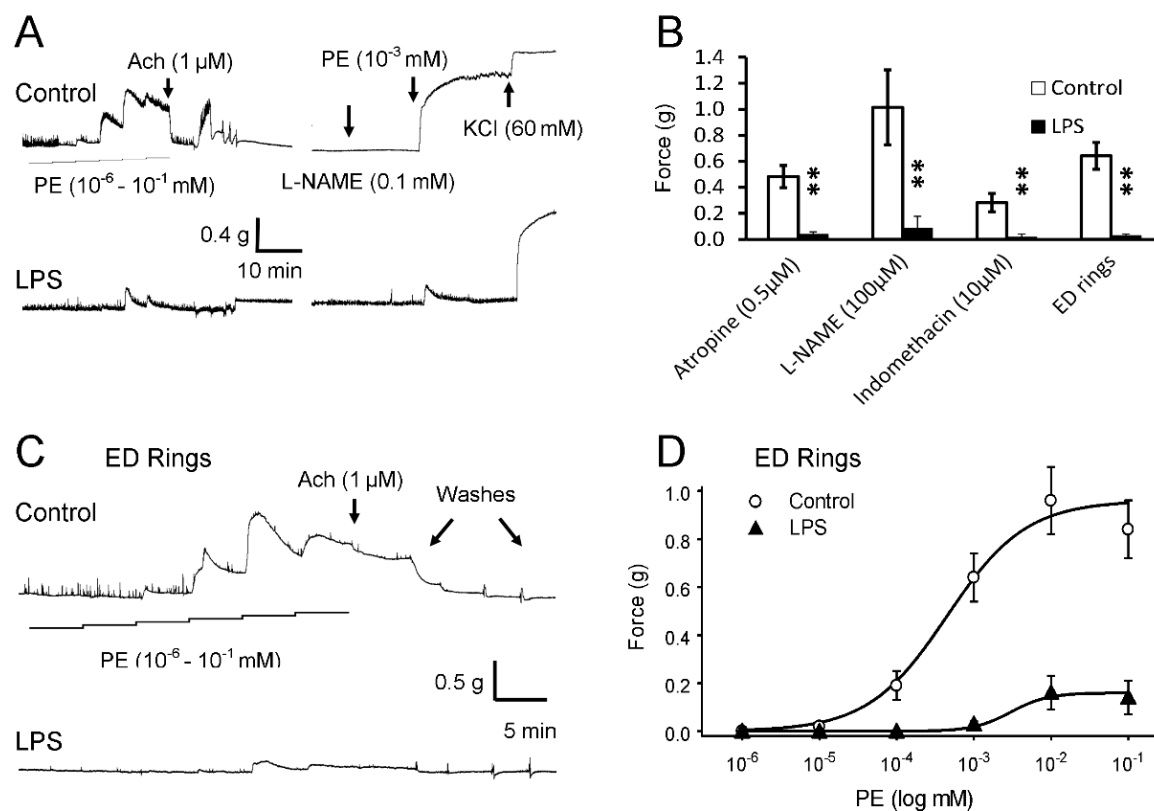 A
Ach (1 µM)
PE (10⁻³ mM)
Control
KCl (60 mM)
PE (10⁻⁶ - 10⁻¹ mM)
L-NAME (0.1 mM)
0.4 g
10 min
LPS
B
1.4
1.2
1.0
0.8
0.6
0.4
0.2
0.0
Force (g)
Control
LPS
**
**
**
**
Atropine (0.5µM)
L-NAME (100µM)
Indomethacin (10µM)
ED rings
C ED Rings
Ach (1 µM)
Washes
Control
PE (10⁻⁶ - 10⁻¹ mM)
0.5 g
5 min
LPS
D ED Rings
Control
LPS
1.0
0.8
0.6
0.4
0.2
0.0
Force (g)
10⁻⁶ 10⁻⁵ 10⁻⁴ 10⁻³ 10⁻² 10⁻¹
PE (log mM)